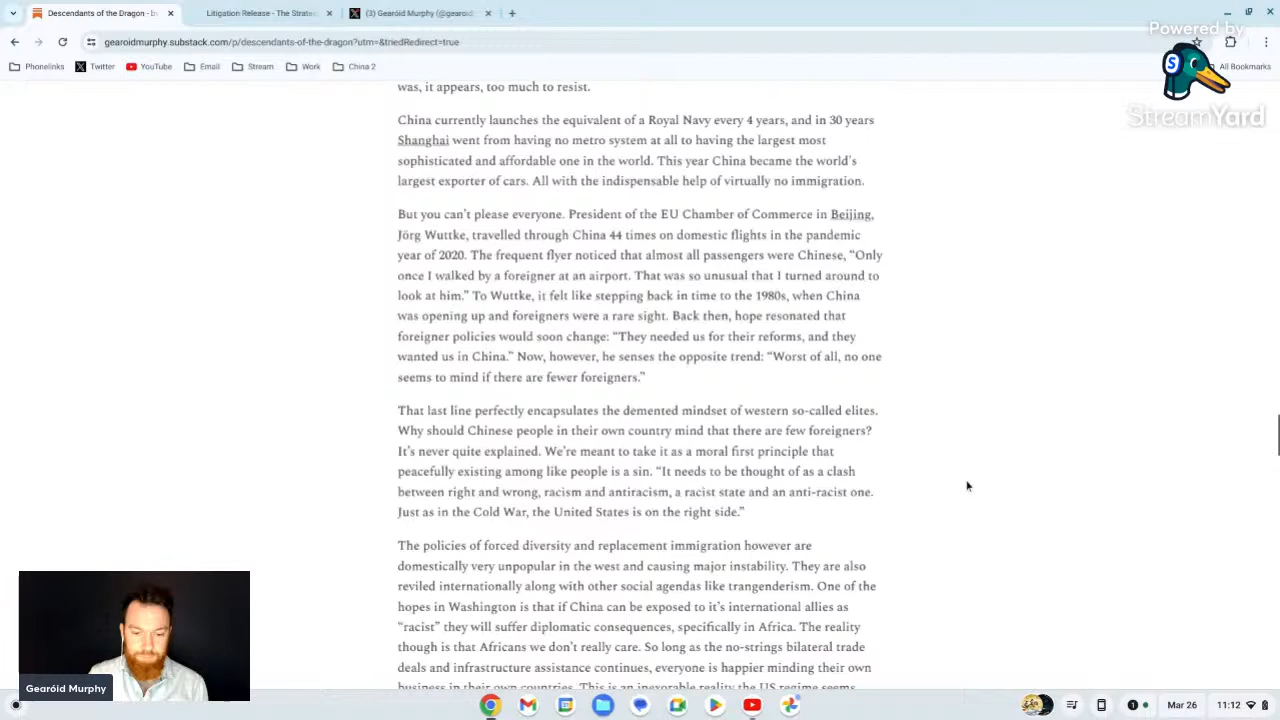 Descendants of the Dragon - b
Litigation Release - The Strate
(3) Gearóid Murphy (@gearoid
gearoidmurphy.substack.com/p/descendants-of-the-dragon?utm=&triedRedirect=true
Phonelinks
Twitter
YouTube
Email
Stream
Work
China 2
All Bookmarks
Powered by
StreamYard
was, it appears, too much to resist.
China currently launches the equivalent of a Royal Navy every 4 years, and in 30 years
Shanghai went from having no metro system at all to having the largest most
sophisticated and affordable one in the world. This year China became the world's
largest exporter of cars. All with the indispensable help of virtually no immigration.
But you can't please everyone. President of the EU Chamber of Commerce in Beijing,
Jörg Wuttke, travelled through China 44 times on domestic flights in the pandemic
year of 2020. The frequent flyer noticed that almost all passengers were Chinese, “Only
once I walked by a foreigner at an airport. That was so unusual that I turned around to
look at him.” To Wuttke, it felt like stepping back in time to the 1980s, when China
was opening up and foreigners were a rare sight. Back then, hope resonated that
foreigner policies would soon change: “They needed us for their reforms, and they
wanted us in China.” Now, however, he senses the opposite trend: “Worst of all, no one
seems to mind if there are fewer foreigners.”
That last line perfectly encapsulates the demented mindset of western so-called elites.
Why should Chinese people in their own country mind that there are few foreigners?
It's never quite explained. We're meant to take it as a moral first principle that
peacefully existing among like people is a sin. “It needs to be thought of as a clash
between right and wrong, racism and antiracism, a racist state and an anti-racist one.
Just as in the Cold War, the United States is on the right side.”
The policies of forced diversity and replacement immigration however are
domestically very unpopular in the west and causing major instability. They are also
reviled internationally along with other social agendas like trangenderism. One of the
hopes in Washington is that if China can be exposed to it's international allies as
“racist” they will suffer diplomatic consequences, specifically in Africa. The reality
though is that Africans we don't really care. So long as the no-strings bilateral trade
deals and infrastructure assistance continues, everyone is happier minding their own
business in their own countries. This is an inexorable reality the US regime seems
Gearóid Murphy
Mar 26
11:12